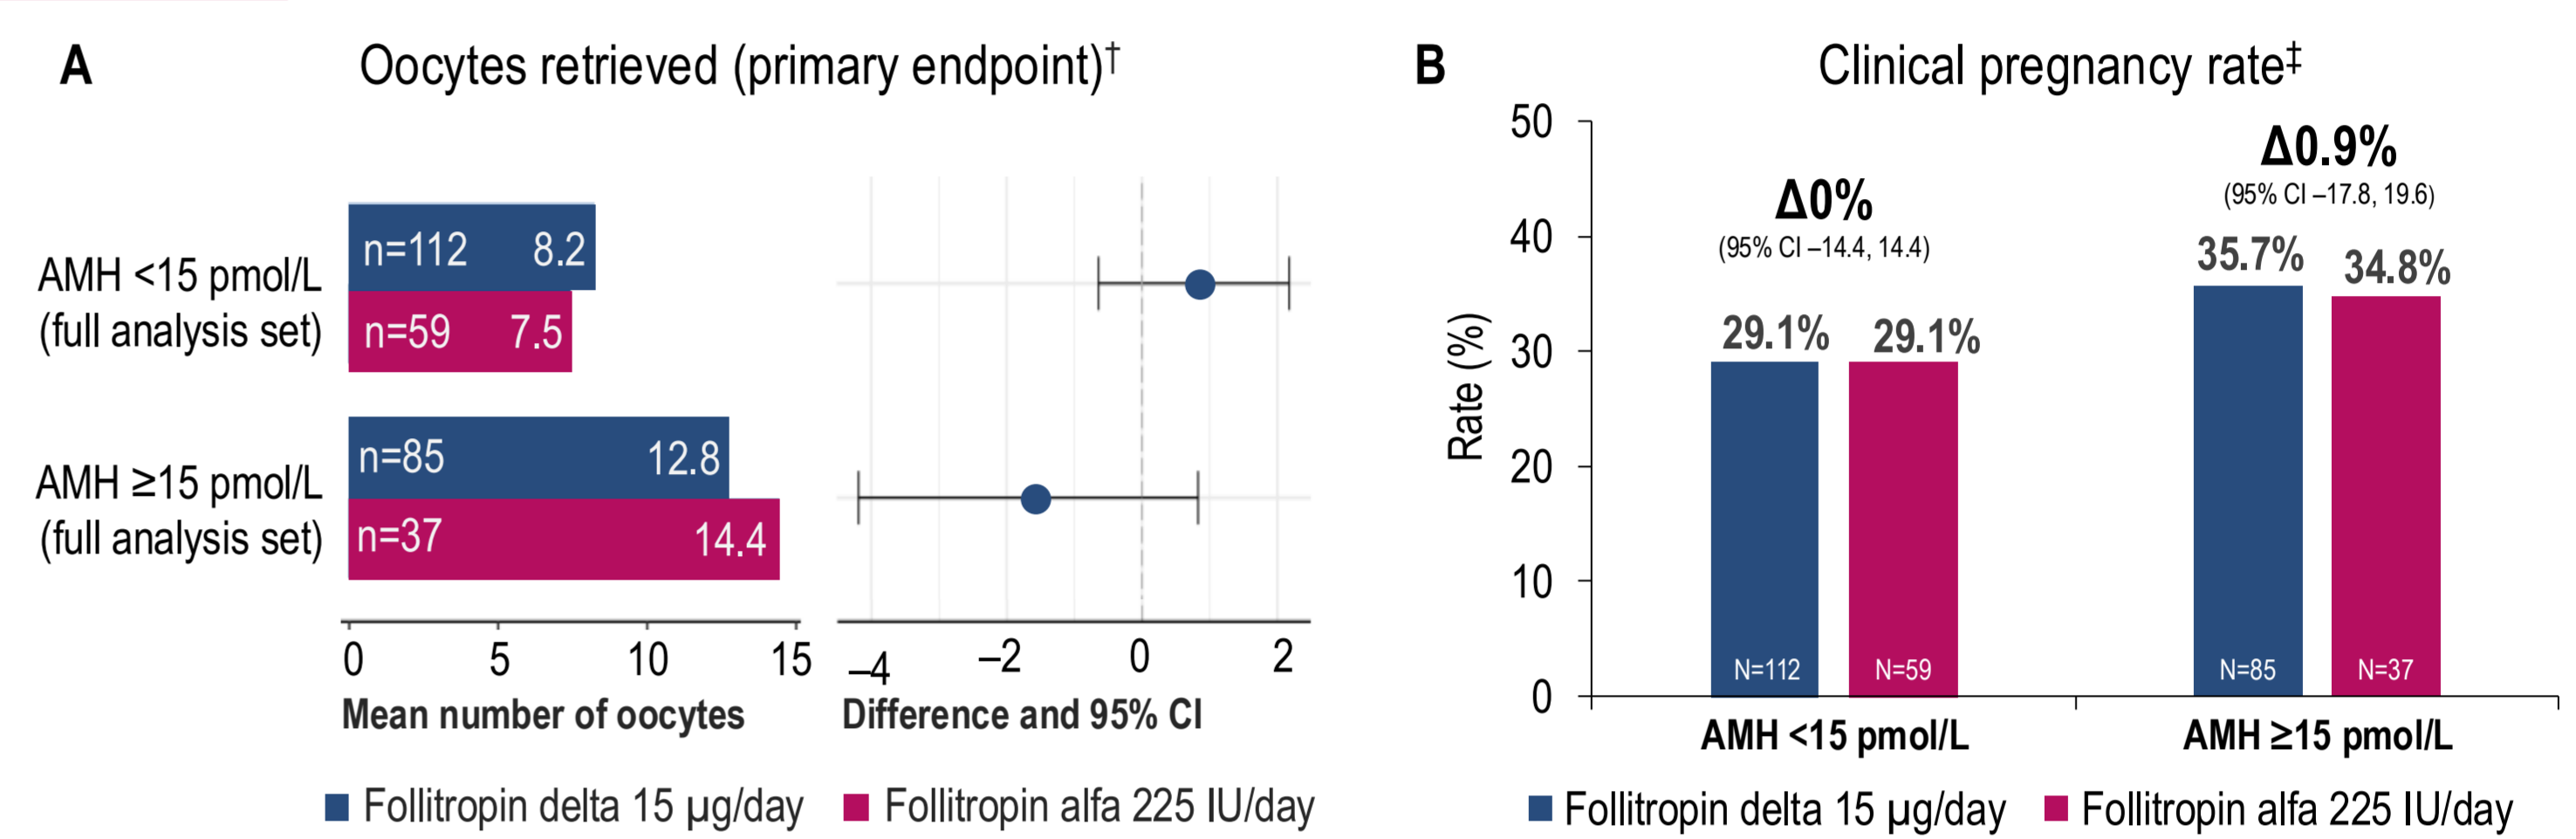 A
Oocytes retrieved (primary endpoint)†
AMH <15 pmol/L
(full analysis set)
n=112 8.2
n=59 7.5
AMH ≥15 pmol/L
(full analysis set)
n=85 12.8
n=37 14.4
0 5 10 15
Mean number of oocytes
–4 –2 0 2
Difference and 95% CI
Follitropin delta 15 µg/day
Follitropin alfa 225 IU/day
B
Clinical pregnancy rate‡
Rate (%)
50
40
30
20
10
0
Δ0%
(95% CI –14.4, 14.4)
29.1% 29.1%
N=112 N=59
AMH <15 pmol/L
Δ0.9%
(95% CI –17.8, 19.6)
35.7% 34.8%
N=85 N=37
AMH ≥15 pmol/L
Follitropin delta 15 µg/day
Follitropin alfa 225 IU/day